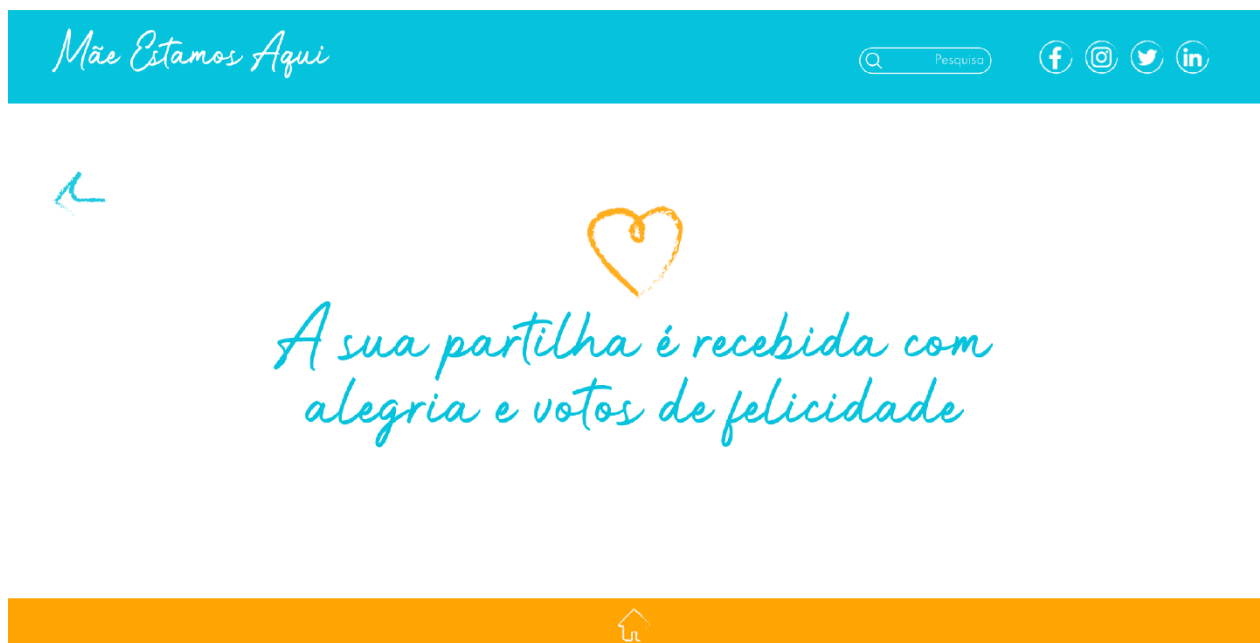 Mãe Estamos Aqui
Pesquisa
A sua partilha é recebida com
alegria e votos de felicidade